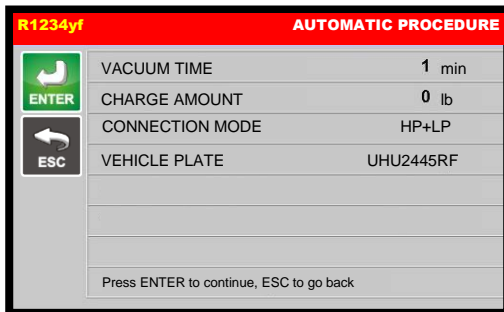 R1234yf AUTOMATIC PROCEDURE
ENTER
ESC
VACUUM TIME 1 min
CHARGE AMOUNT 0 lb
CONNECTION MODE HP+LP
VEHICLE PLATE UHU2445RF
Press ENTER to continue, ESC to go back